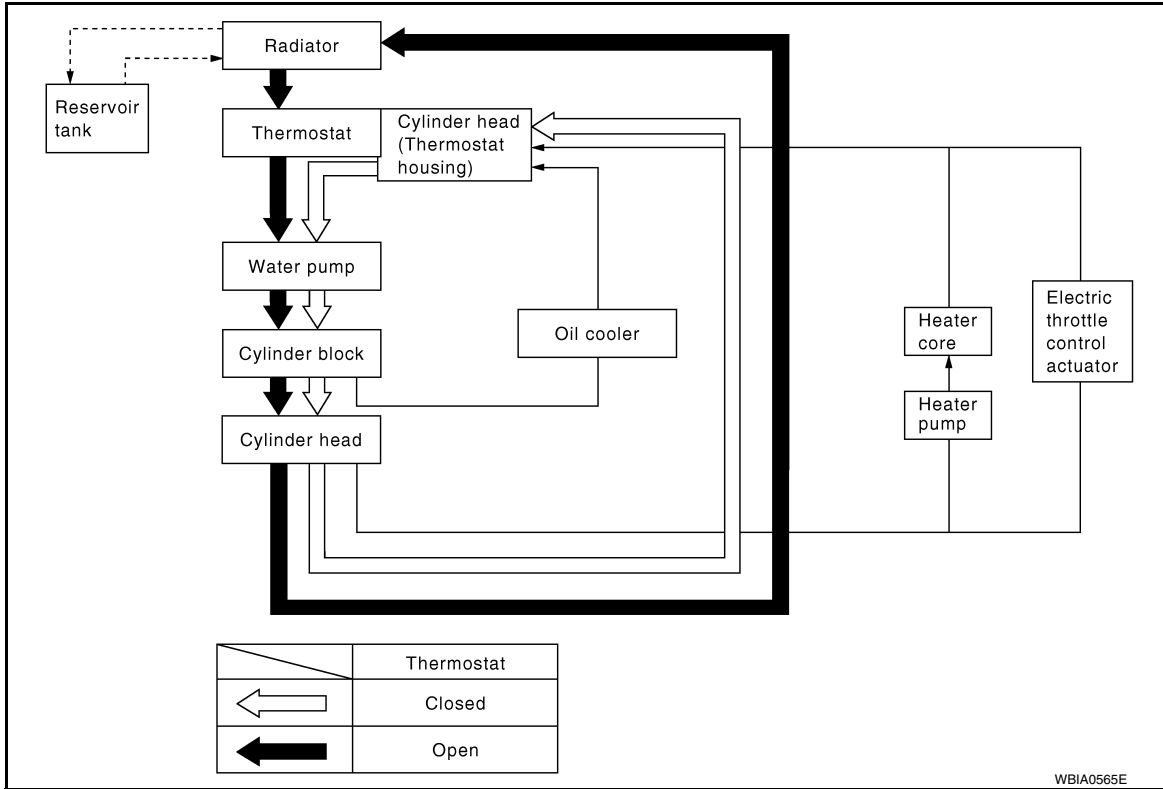 Radiator
Reservoir
tank
Thermostat
Cylinder head
(Thermostat
housing)
Water pump
Cylinder block
Oil cooler
Heater
core
Electric
throttle
control
actuator
Heater
pump
Cylinder head
Thermostat
Closed
Open
WBIA0565E